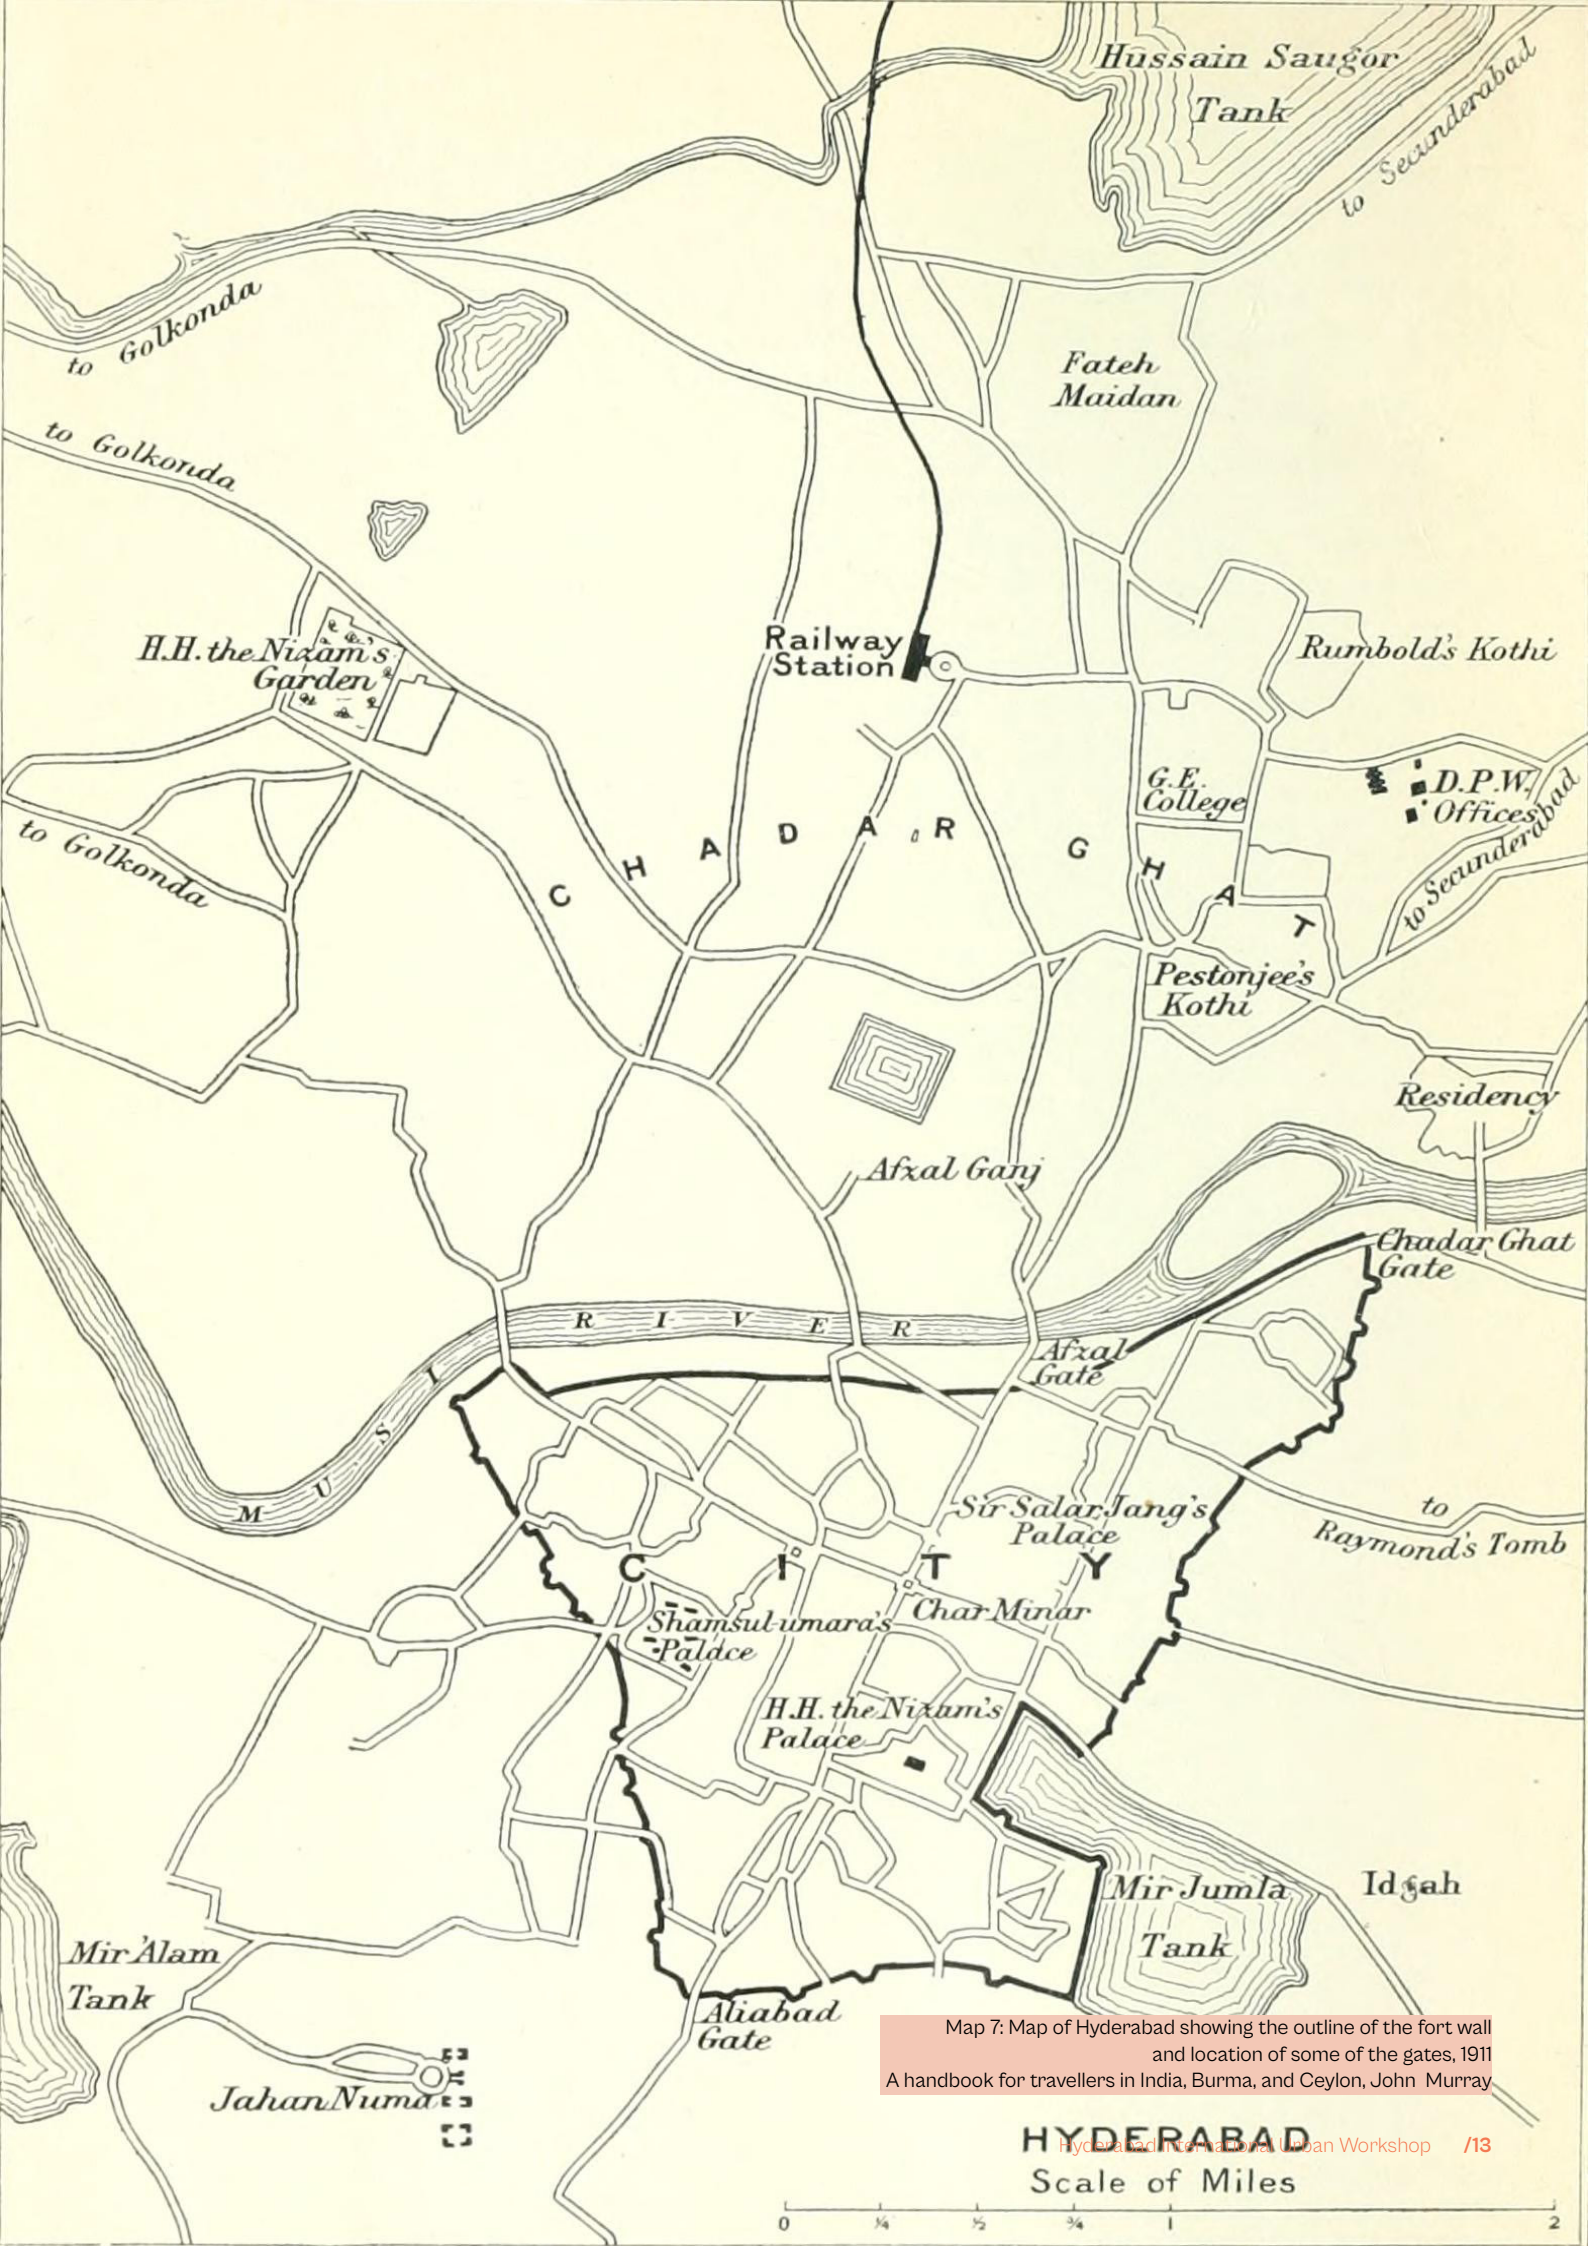 Hussain Saugor
Tank
to Secunderabad
to Golkonda
Fateh
Maidan
to Golkonda
Railway
Station
H.H. the Nizam's
Garden
Rumbold's Kothi
G.E.
College
D.P.W.
Offices
to Secunderabad
to Golkonda
CHADARGHAT
Pestonjee's
Kothi
Residency
Afzal Ganj
Chadar Ghat
Gate
MUSI RIVER
Afzal
Gate
Sir Salar Jang's
Palace
to
Raymond's Tomb
CITY
Char Minar
Shamsul-umara's
Palace
H.H. the Nizam's
Palace
Mir Jumla
Tank
Idgah
Mir 'Alam
Tank
Aliabad
Gate
Jahan Numa
Map 7: Map of Hyderabad showing the outline of the fort wall
and location of some of the gates, 1911
A handbook for travellers in India, Burma, and Ceylon, John Murray
HYDERABAD
Hyderabad International Urban Workshop /13
Scale of Miles
0 ¼ ½ ¾ 1 2